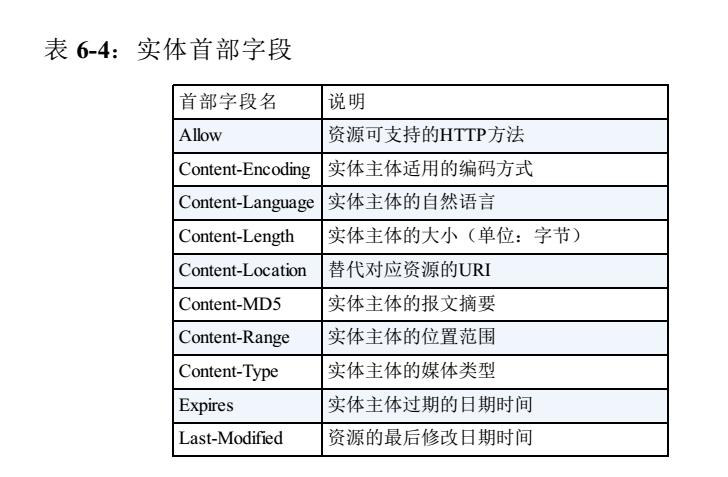 表 6-4：实体首部字段
首部字段名 说明
Allow 资源可支持的HTTP方法
Content-Encoding 实体主体适用的编码方式
Content-Language 实体主体的自然语言
Content-Length 实体主体的大小（单位：字节）
Content-Location 替代对应资源的URI
Content-MD5 实体主体的报文摘要
Content-Range 实体主体的位置范围
Content-Type 实体主体的媒体类型
Expires 实体主体过期的日期时间
Last-Modified 资源的最后修改日期时间